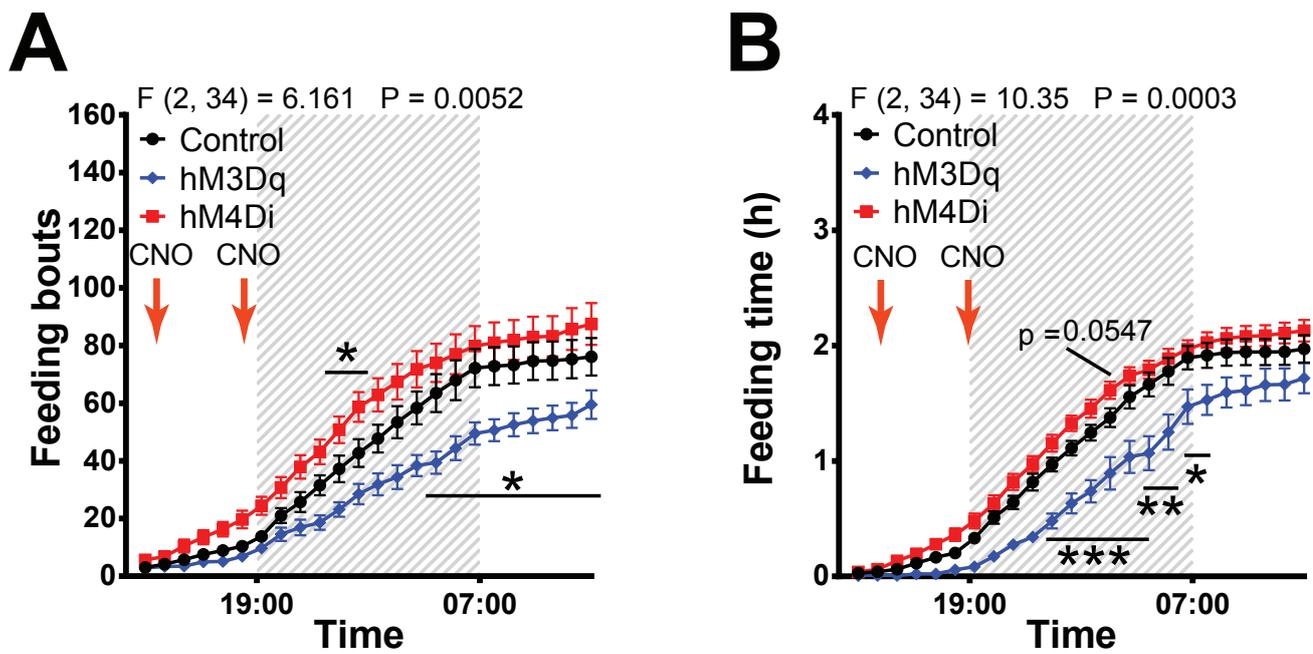 A
F (2, 34) = 6.161 P = 0.0052
160
140
120
100
80
60
40
20
0
Control
hM3Dq
hM4Di
CNO CNO
*
*
Feeding bouts
19:00 07:00
Time
B
F (2, 34) = 10.35 P = 0.0003
4
3
2
1
0
Control
hM3Dq
hM4Di
CNO CNO
p = 0.0547
*
**
***
Feeding time (h)
19:00 07:00
Time